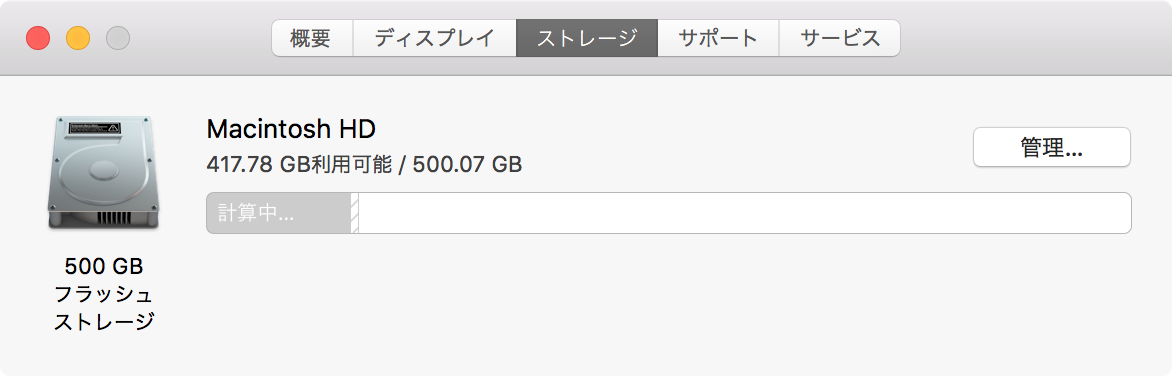 概要 ディスプレイ ストレージ サポート サービス
Macintosh HD
417.78 GB利用可能 / 500.07 GB
管理...
計算中...
500 GB
フラッシュ
ストレージ